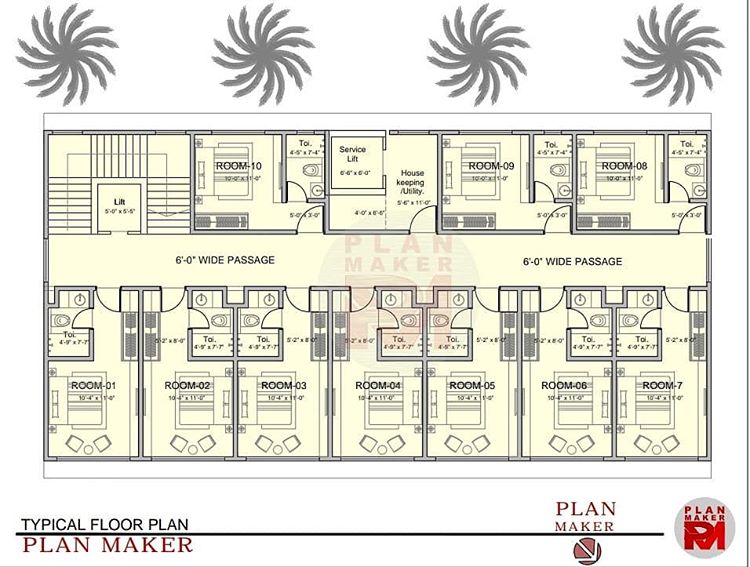 Toi.
4'-5"x 7'-4"
ROOM-10
10'-0"x 11'-0"
5'-0"x 3'-0"
Service
Lift
6'-6"x 6'-0"
4'-0"x 6'-6"
House
keeping
/Utility.
5'-6"x 11'-0"
ROOM-09
10'-0"x 11'-0"
Toi.
5'-5"x 7'-4"
5'-0"x 3'-0"
ROOM-08
10'-0"x 11'-0"
Toi.
4'-5"x 7'-4"
5'-0"x 3'-0"
Lift
5'-0"x 5'-5"
PLAN
MAKER
6'-0" WIDE PASSAGE
6'-0" WIDE PASSAGE
Toi.
4'-9"x 7'-7"
5'-2"x 8'-0"
5'-2"x 8'-0"
Toi.
4'-9"x 7'-7"
Toi.
4'-9"x 7'-7"
5'-2"x 8'-0"
5'-2"x 8'-0"
Toi.
4'-9"x 7'-7"
Toi.
4'-9"x 7'-7"
5'-2"x 8'-0"
5'-2"x 8'-0"
Toi.
4'-9"x 7'-7"
Toi.
4'-9"x 7'-7"
5'-2"x 8'-0"
ROOM-01
10'-4"x 11'-0"
ROOM-02
10'-4"x 11'-0"
ROOM-03
10'-4"x 11'-0"
ROOM-04
10'-4"x 11'-0"
ROOM-05
10'-4"x 11'-0"
ROOM-06
10'-4"x 11'-0"
ROOM-7
10'-4"x 11'-0"
TYPICAL FLOOR PLAN
PLAN MAKER
PLAN
MAKER
PLAN
MAKER